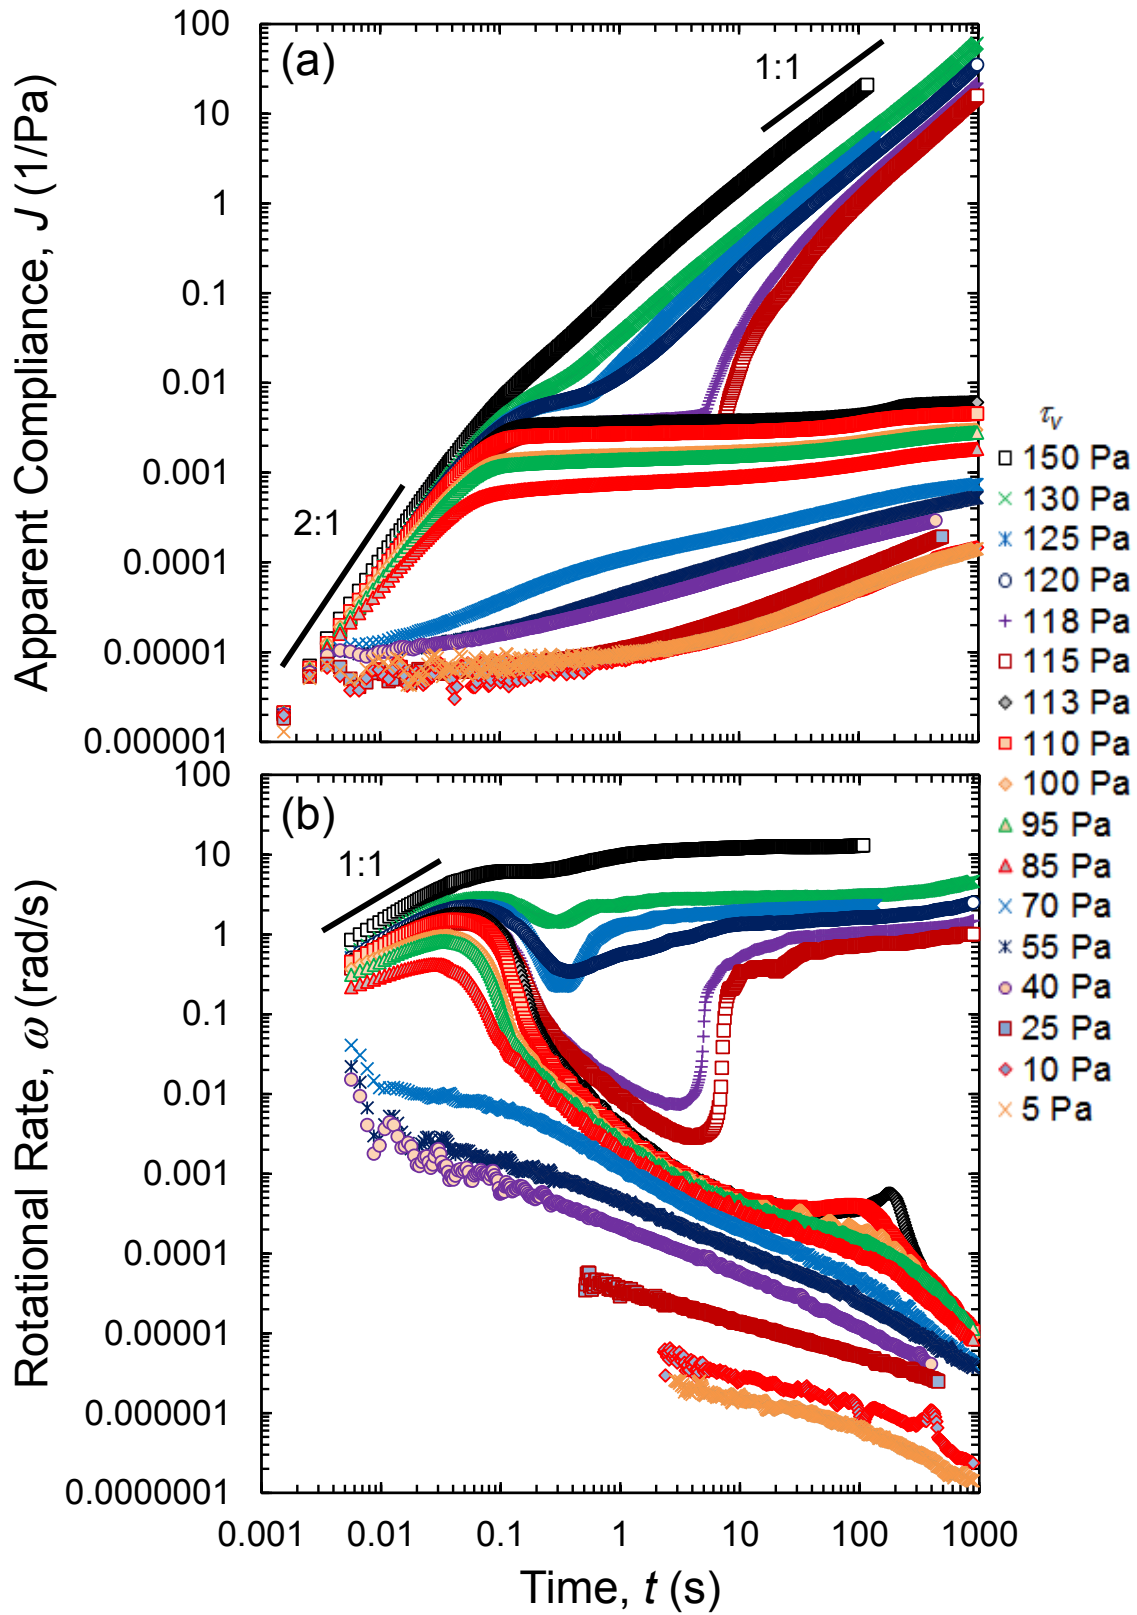 Apparent Compliance, J (1/Pa)
100
10
1
0.1
0.01
0.001
0.0001
0.00001
0.000001
(a)
1:1
2:1
Rotational Rate, ω (rad/s)
100
10
1
0.1
0.01
0.001
0.0001
0.00001
0.000001
0.0000001
(b)
1:1
0.001 0.01 0.1 1 10 100 1000
Time, t (s)
τV
150 Pa
130 Pa
125 Pa
120 Pa
118 Pa
115 Pa
113 Pa
110 Pa
100 Pa
95 Pa
85 Pa
70 Pa
55 Pa
40 Pa
25 Pa
10 Pa
5 Pa